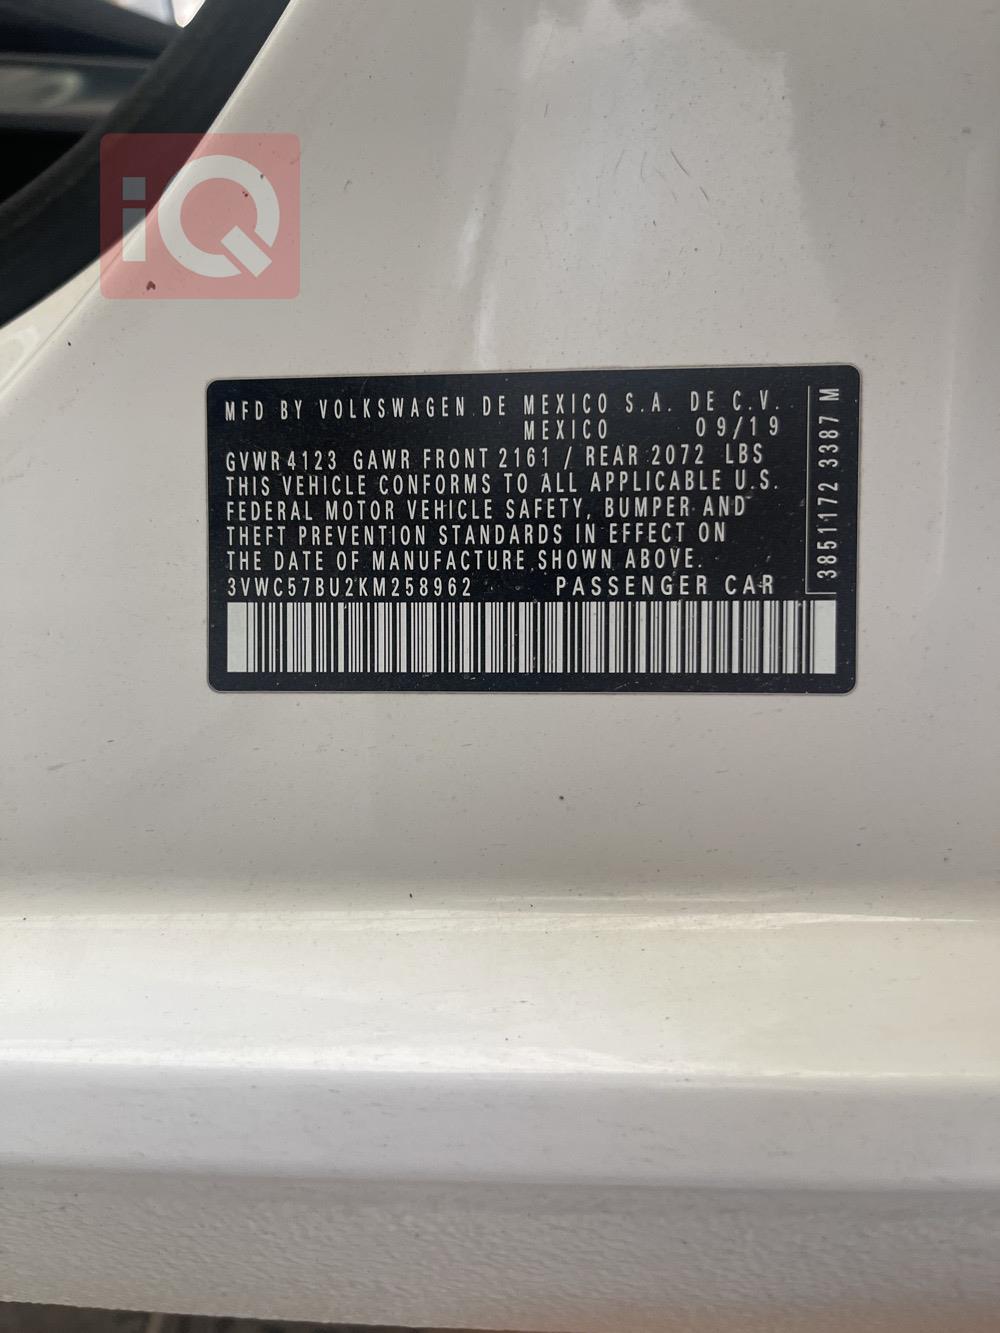 iQ
MFD BY VOLKSWAGEN DE MEXICO S.A. DE C.V.
MEXICO 09/19
GVWR 4123 GAWR FRONT 2161 / REAR 2072 LBS
THIS VEHICLE CONFORMS TO ALL APPLICABLE U.S.
FEDERAL MOTOR VEHICLE SAFETY, BUMPER AND
THEFT PREVENTION STANDARDS IN EFFECT ON
THE DATE OF MANUFACTURE SHOWN ABOVE.
3VWC57BU2KM258962 PASSENGER CAR
3851172 3387 M